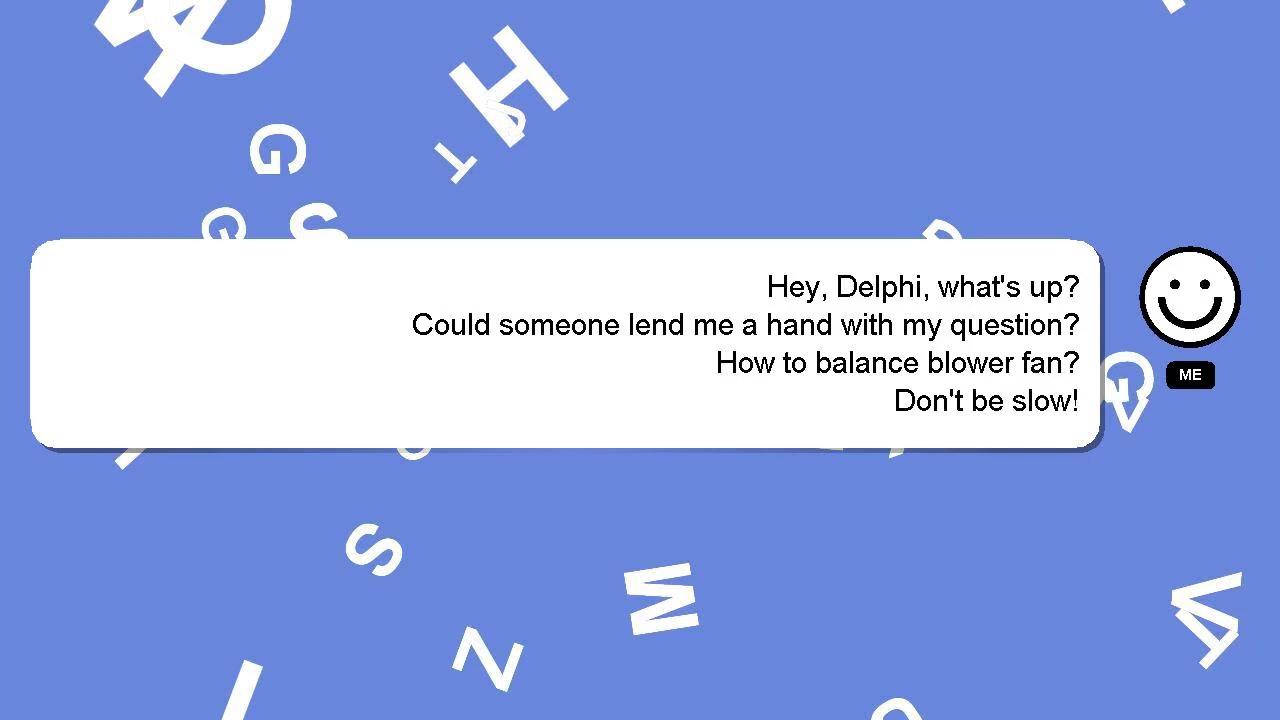 Hey, Delphi, what's up?
Could someone lend me a hand with my question?
How to balance blower fan?
Don't be slow!
ME